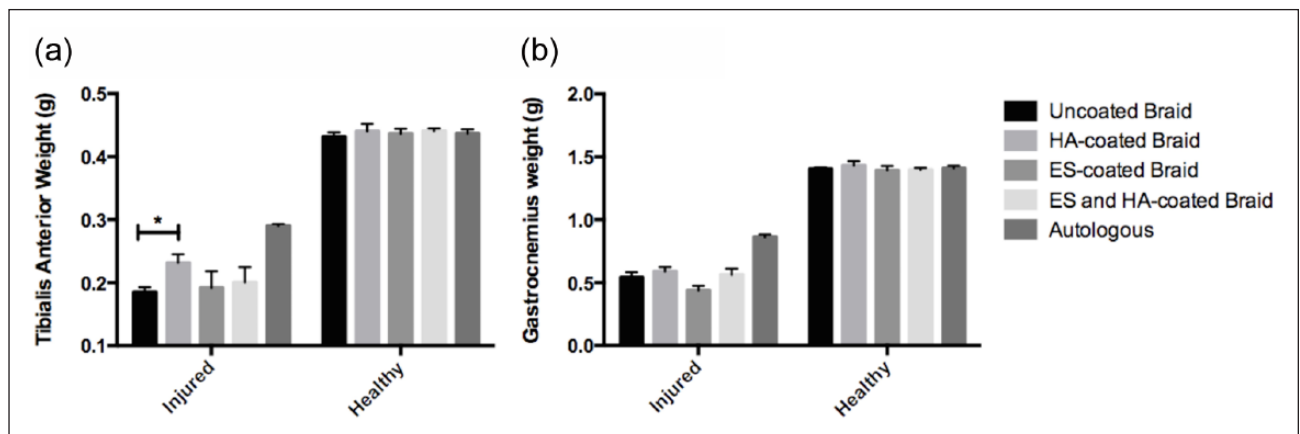 (a)
Tibialis Anterior Weight (g)
0.5
0.4
0.3
0.2
0.1
*
Injured
Healthy
(b)
Gastrocnemius weight (g)
2.0
1.5
1.0
0.5
0.0
Injured
Healthy
Uncoated Braid
HA-coated Braid
ES-coated Braid
ES and HA-coated Braid
Autologous